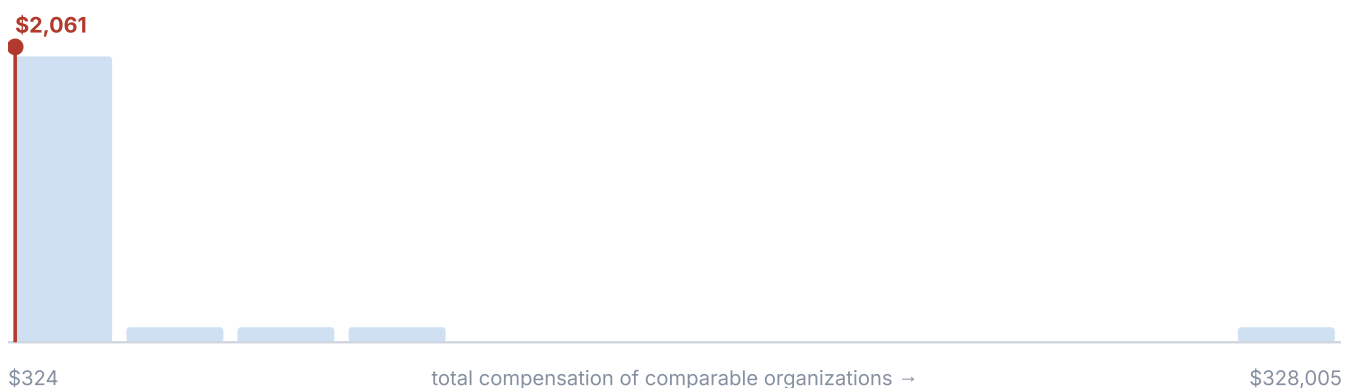 $2,061
$324
total compensation of comparable organizations →
$328,005